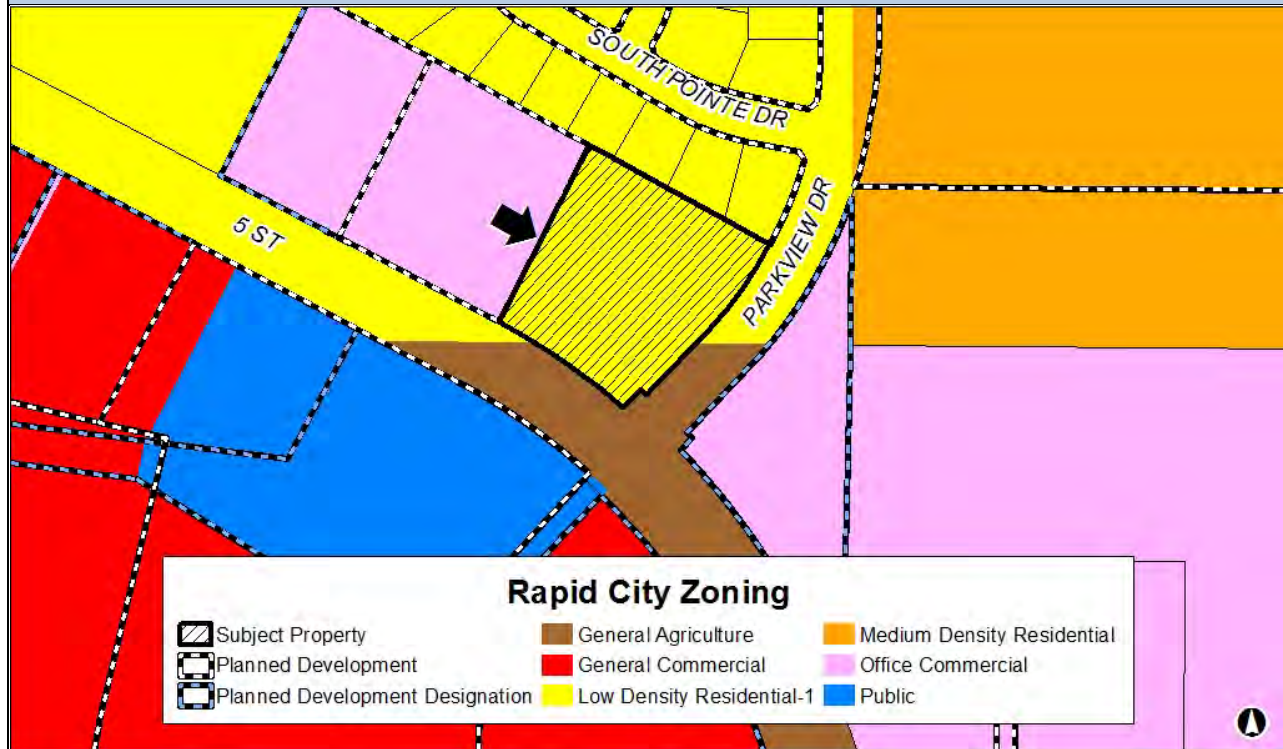 SOUTH POINTE DR
PARKVIEW DR
5 ST
Rapid City Zoning
Subject Property
General Agriculture
Medium Density Residential
Planned Development
General Commercial
Office Commercial
Planned Development Designation
Low Density Residential-1
Public